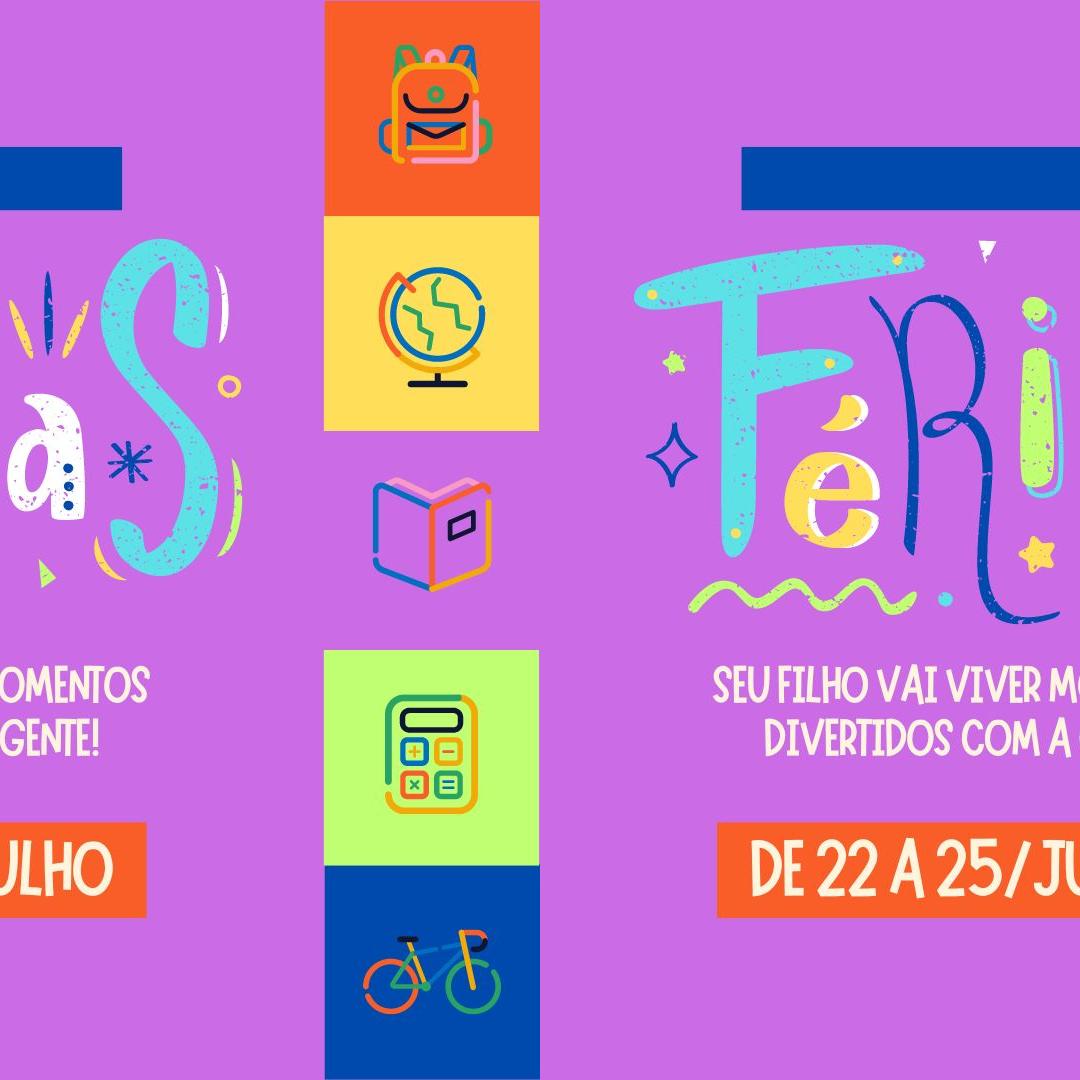 as
OMENTOS
GENTE!
ULHO
FéRi
SEU FILHO VAI VIVER MO
DIVERTIDOS COM A
DE 22 A 25/JU